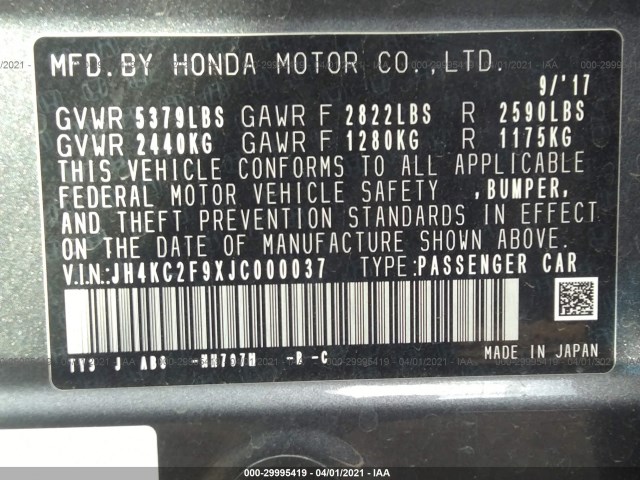 MFD.BY HONDA MOTOR CO.,LTD.
9/'17
GVWR 5379LBS GAWR F 2822LBS R 2590LBS
GVWR 2440KG GAWR F 1280KG R 1175KG
THIS VEHICLE CONFORMS TO ALL APPLICABLE
FEDERAL MOTOR VEHICLE SAFETY ,BUMPER,
AND THEFT PREVENTION STANDARDS IN EFFECT
ON THE DATE OF MANUFACTURE SHOWN ABOVE.
V.I.N.:JH4KC2F9XJC000037 TYPE:PASSENGER CAR
TY3 J -R -C
MADE IN JAPAN
000-29995419 - 04/01/2021 - IAA